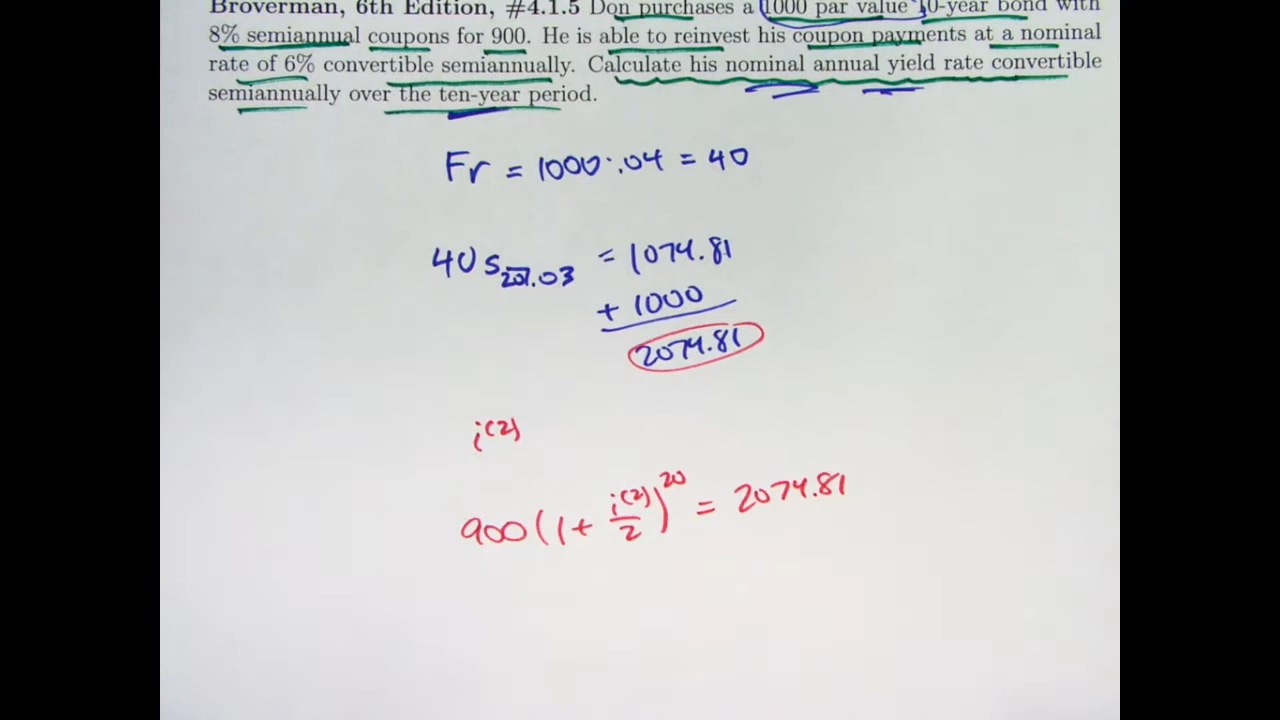 Broverman, 6th Edition, #4.1.5 Don purchases a 1000 par value 10-year bond with
8% semiannual coupons for 900. He is able to reinvest his coupon payments at a nominal
rate of 6% convertible semiannually. Calculate his nominal annual yield rate convertible
semiannually over the ten-year period.
Fr = 1000·.04 = 40
40 s20⌉.03 = 1074.81
+ 1000
2074.81
i(2)
900(1 + i(2)/2)^20 = 2074.81